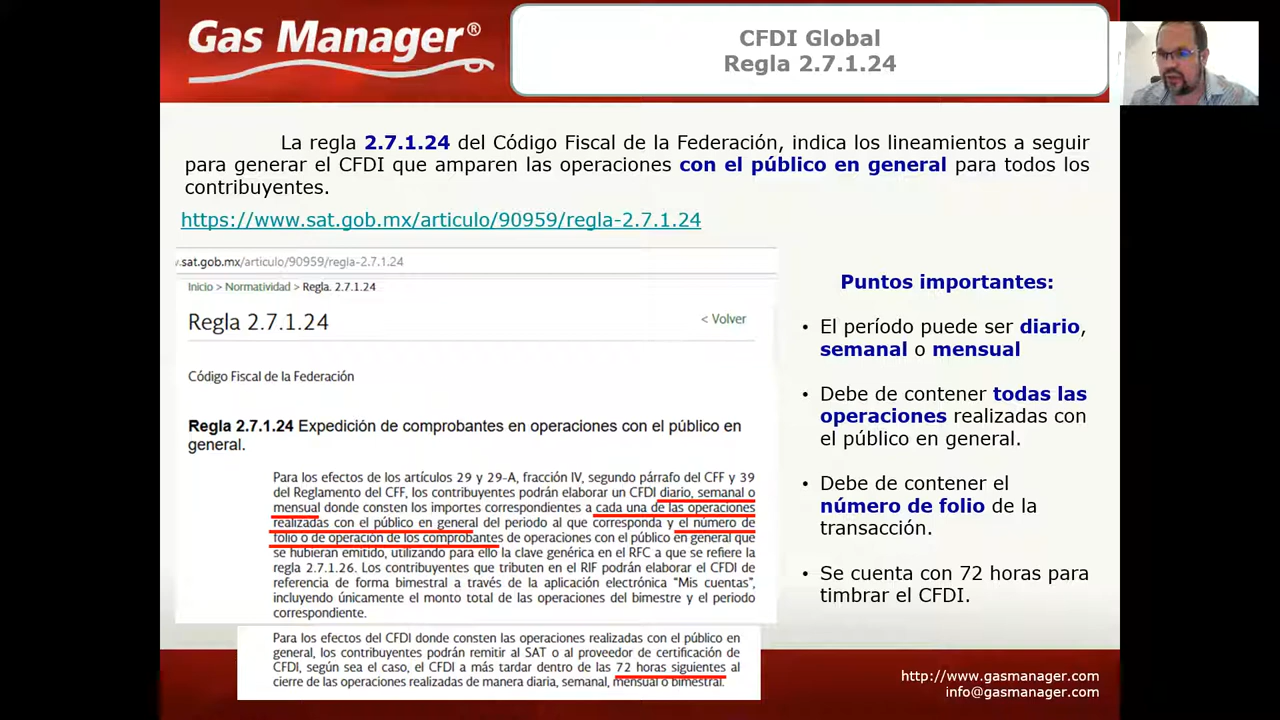 Gas Manager®
CFDI Global
Regla 2.7.1.24
La regla 2.7.1.24 del Código Fiscal de la Federación, indica los lineamientos a seguir
para generar el CFDI que amparen las operaciones con el público en general para todos los
contribuyentes.
https://www.sat.gob.mx/articulo/90959/regla-2.7.1.24
.sat.gob.mx/articulo/90959/regla-2.7.1.24
Inicio > Normatividad > Regla. 2.7.1.24
Regla 2.7.1.24
< Volver
Código Fiscal de la Federación
Regla 2.7.1.24 Expedición de comprobantes en operaciones con el público en
general.
Para los efectos de los artículos 29 y 29-A, fracción IV, segundo párrafo del CFF y 39
del Reglamento del CFF, los contribuyentes podrán elaborar un CFDI diario, semanal o
mensual donde consten los importes correspondientes a cada una de las operaciones
realizadas con el público en general del periodo al que corresponda y el número de
folio o de operación de los comprobantes de operaciones con el público en general que
se hubieran emitido, utilizando para ello la clave genérica en el RFC a que se refiere la
regla 2.7.1.26. Los contribuyentes que tributen en el RIF podrán elaborar el CFDI de
referencia de forma bimestral a través de la aplicación electrónica “Mis cuentas”,
incluyendo únicamente el monto total de las operaciones del bimestre y el periodo
correspondiente.
Para los efectos del CFDI donde consten las operaciones realizadas con el público en
general, los contribuyentes podrán remitir al SAT o al proveedor de certificación de
CFDI, según sea el caso, el CFDI a más tardar dentro de las 72 horas siguientes al
cierre de las operaciones realizadas de manera diaria, semanal, mensual o bimestral.
Puntos importantes:
• El período puede ser diario,
semanal o mensual
• Debe de contener todas las
operaciones realizadas con
el público en general.
• Debe de contener el
número de folio de la
transacción.
• Se cuenta con 72 horas para
timbrar el CFDI.
http://www.gasmanager.com
info@gasmanager.com